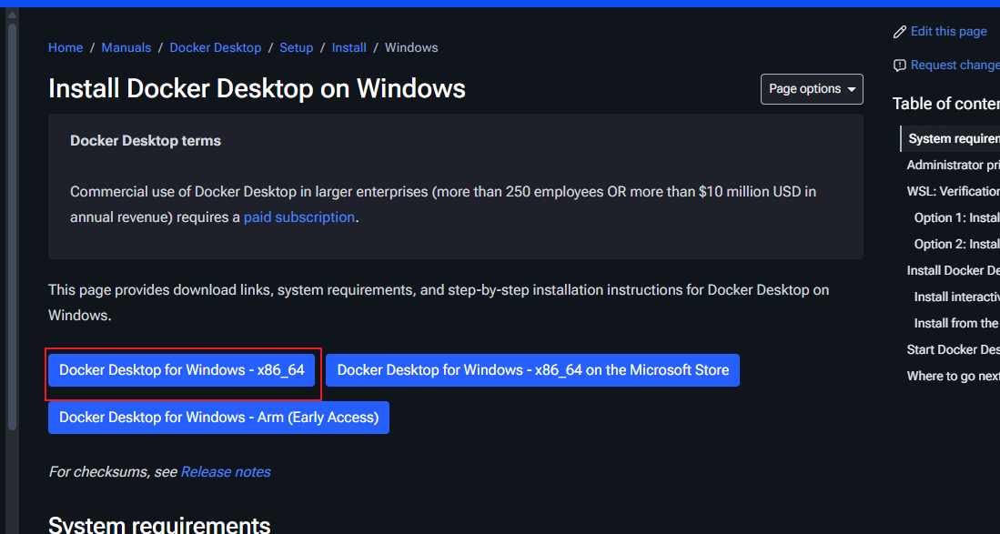 Home / Manuals / Docker Desktop / Setup / Install / Windows
Install Docker Desktop on Windows
Page options
Docker Desktop terms
Commercial use of Docker Desktop in larger enterprises (more than 250 employees OR more than $10 million USD in
annual revenue) requires a paid subscription.
This page provides download links, system requirements, and step-by-step installation instructions for Docker Desktop on
Windows.
Docker Desktop for Windows - x86_64
Docker Desktop for Windows - x86_64 on the Microsoft Store
Docker Desktop for Windows - Arm (Early Access)
For checksums, see Release notes
System requirements
Edit this page
Request change
Table of conten
System requirem
Administrator pri
WSL: Verification
Option 1: Instal
Option 2: Instal
Install Docker De
Install interactiv
Install from the
Start Docker Des
Where to go next